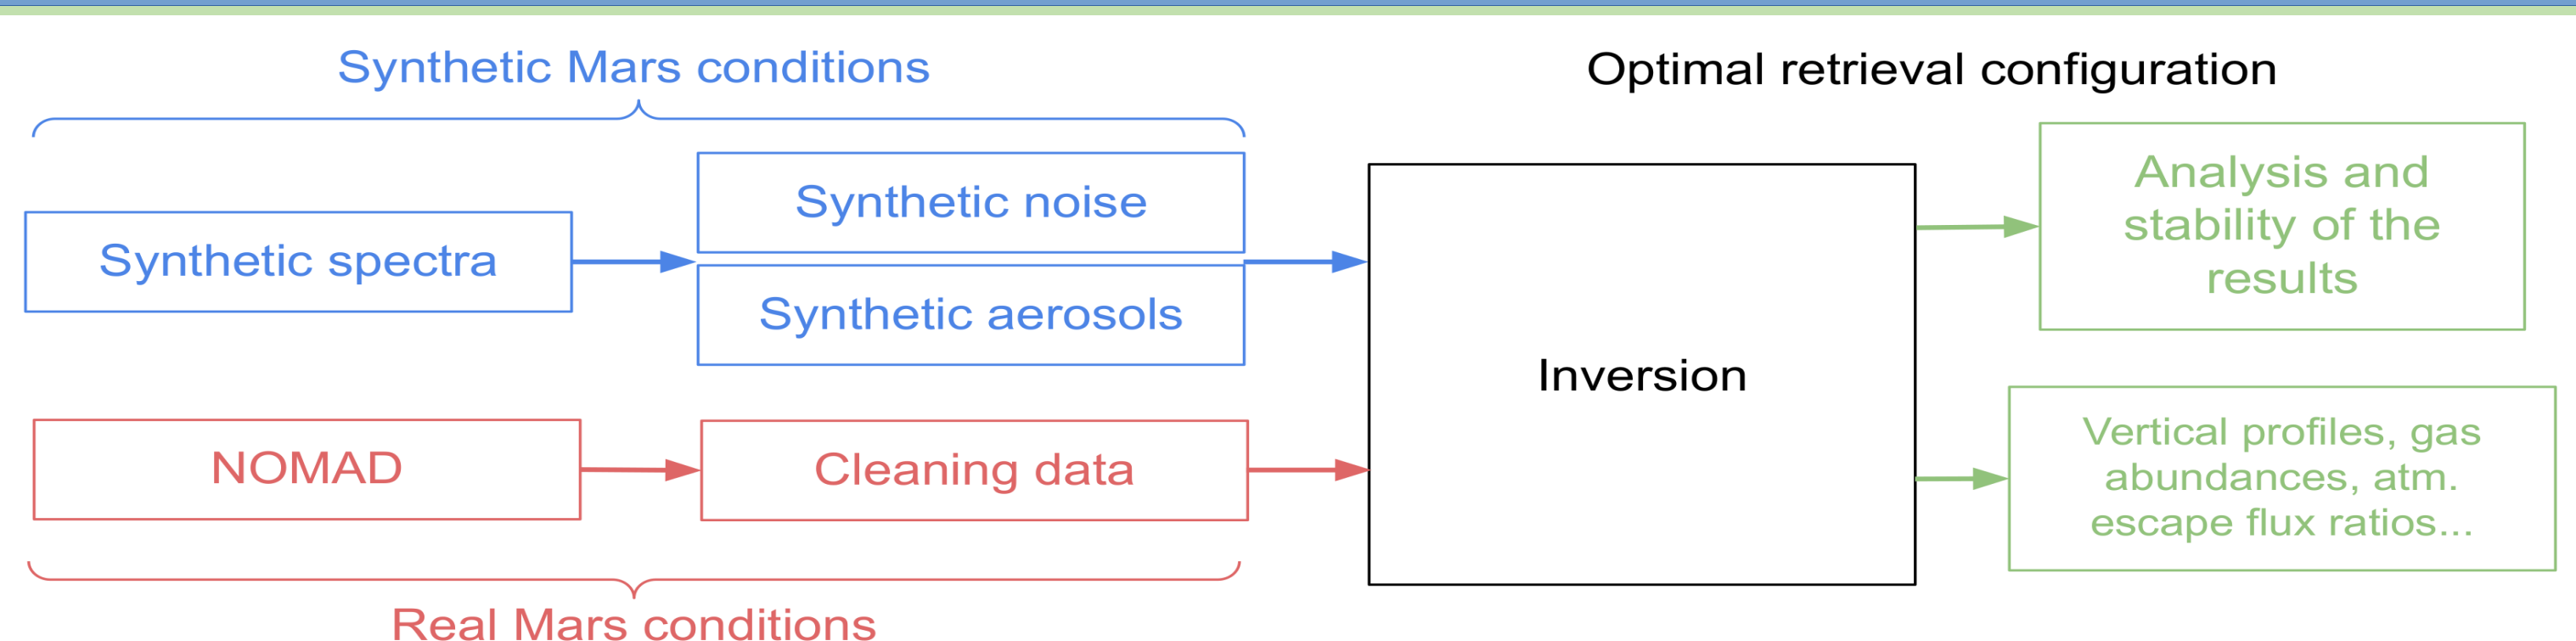 Synthetic Mars conditions
Optimal retrieval configuration
Synthetic spectra
Synthetic noise
Synthetic aerosols
NOMAD
Cleaning data
Real Mars conditions
Inversion
Analysis and
stability of the
results
Vertical profiles, gas
abundances, atm.
escape flux ratios...